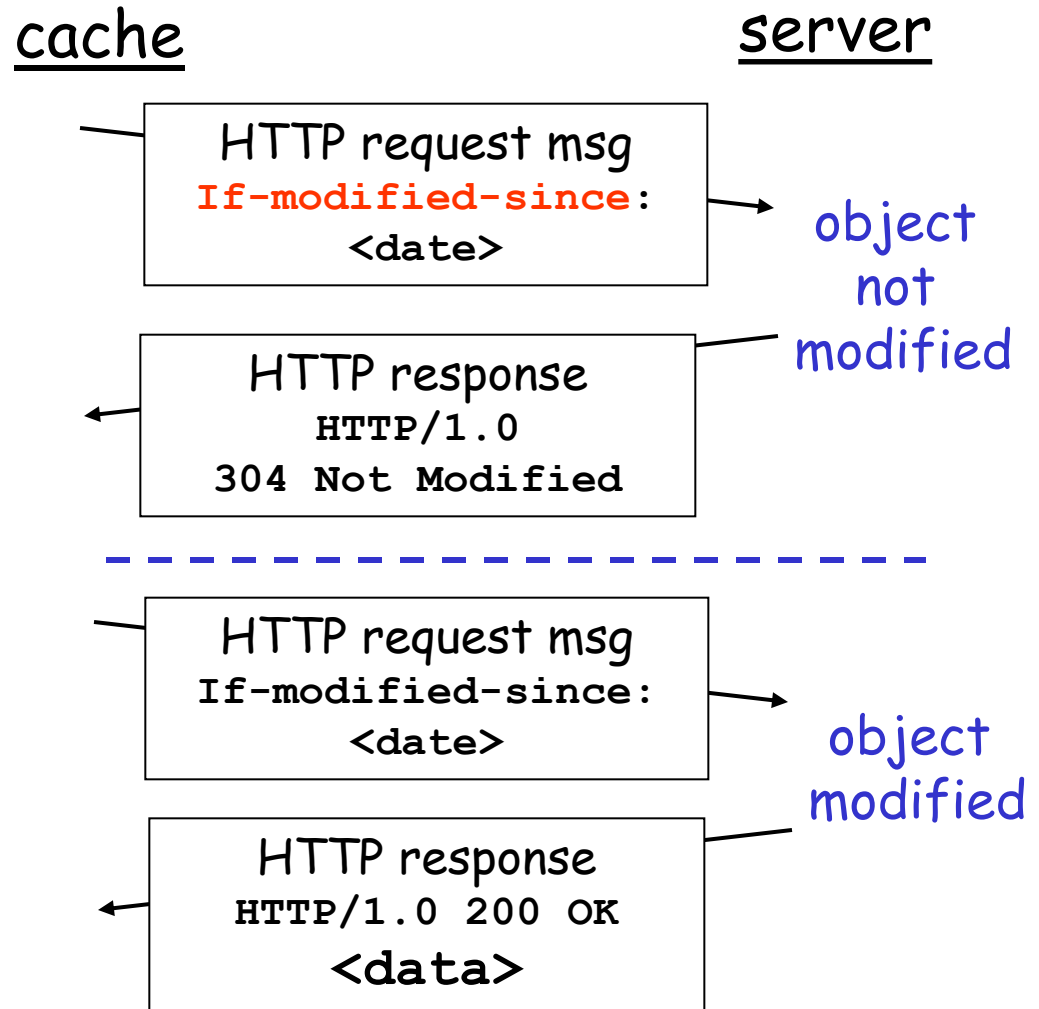 cache
server
HTTP request msg
If-modified-since:
<date>
object
not
modified
HTTP response
HTTP/1.0
304 Not Modified
HTTP request msg
If-modified-since:
<date>
object
modified
HTTP response
HTTP/1.0 200 OK
<data>